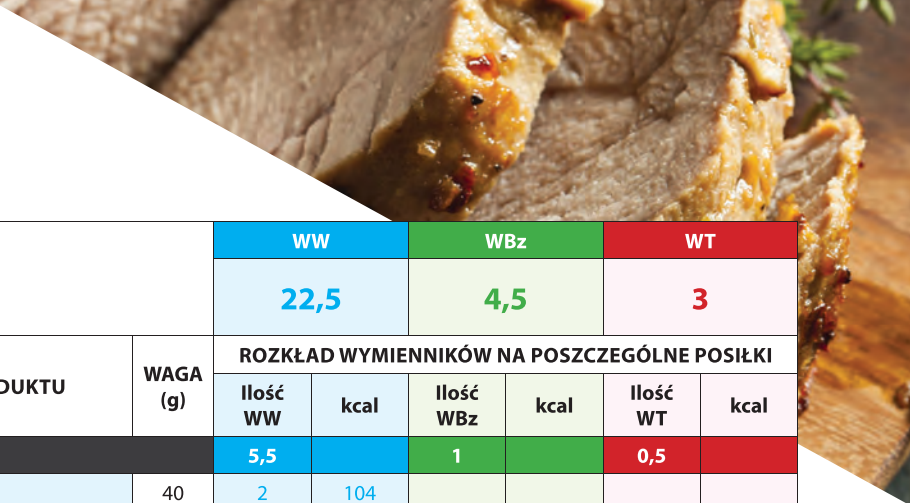 WW WBz WT
22,5 4,5 3
ROZKŁAD WYMIENNIKÓW NA POSZCZEGÓLNE POSIŁKI
DUKTU WAGA (g) Ilość WW kcal Ilość WBz kcal Ilość WT kcal
5,5 1 0,5
40 2 104